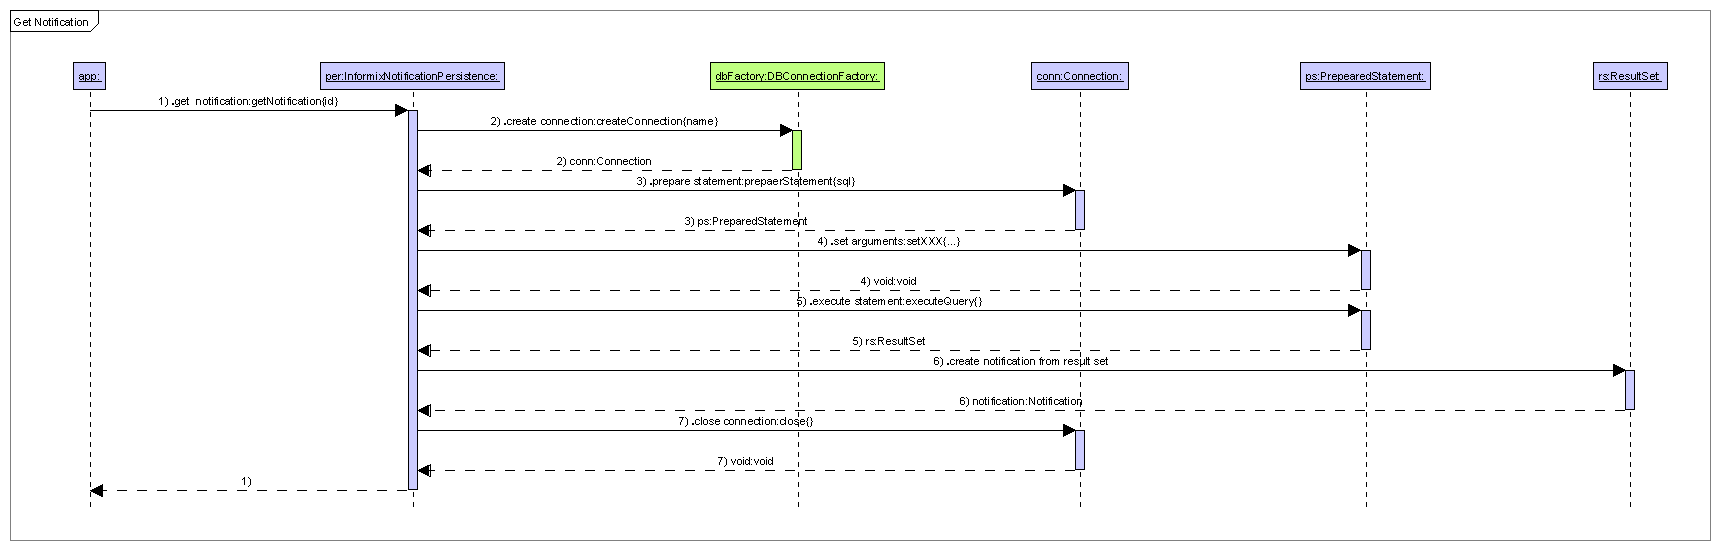 Get Notification
app:
per:InformixNotificationPersistence:
dbFactory:DBConnectionFactory:
conn:Connection:
ps:PrepearedStatement:
rs:ResultSet:
1) .get  notification:getNotification{id}
2) .create connection:createConnection{name}
2) conn:Connection
3) .prepare statement:prepaerStatement{sql}
3) ps:PreparedStatement
4) .set arguments:setXXX{...}
4) void:void
5) .execute statement:executeQuery{}
5) rs:ResultSet
6) .create notification from result set
6) notification:Notification
7) .close connection:close{}
7) void:void
1)